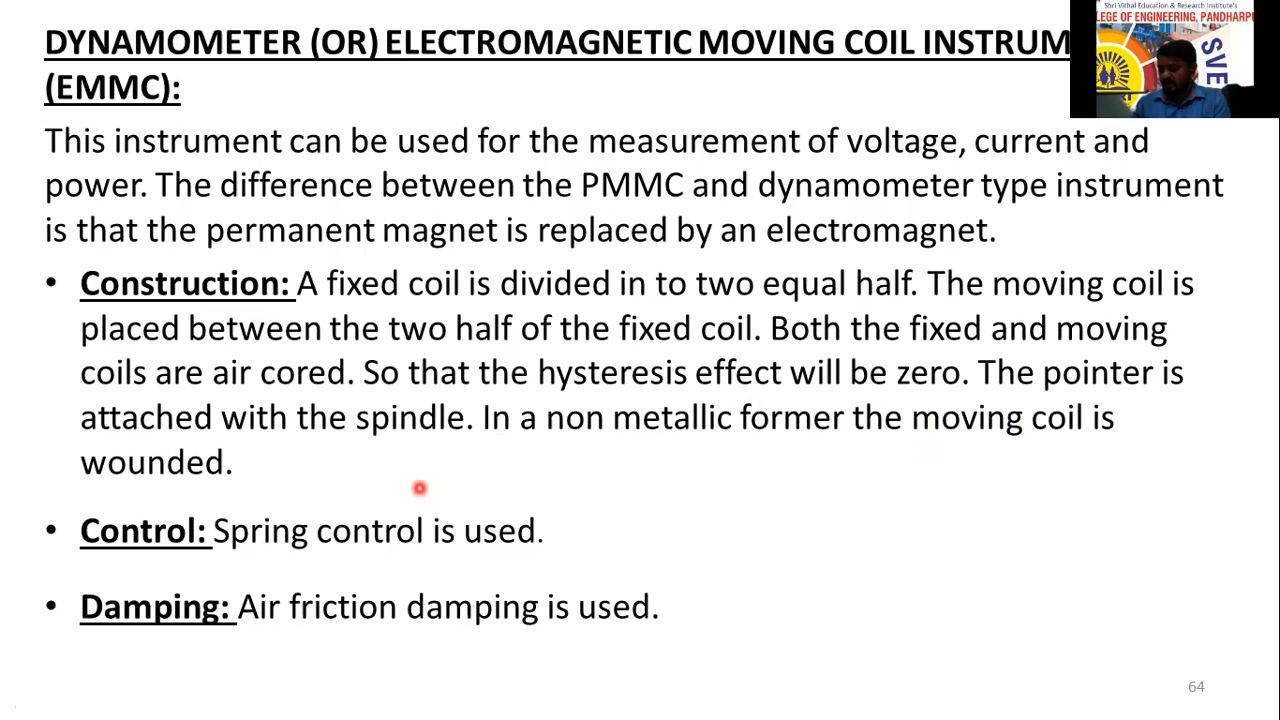 DYNAMOMETER (OR) ELECTROMAGNETIC MOVING COIL INSTRUM
(EMMC):
Shri Vithal Education & Research Institute's
LEGE OF ENGINEERING, PANDHARPU
SVE
This instrument can be used for the measurement of voltage, current and
power. The difference between the PMMC and dynamometer type instrument
is that the permanent magnet is replaced by an electromagnet.
• Construction: A fixed coil is divided in to two equal half. The moving coil is
placed between the two half of the fixed coil. Both the fixed and moving
coils are air cored. So that the hysteresis effect will be zero. The pointer is
attached with the spindle. In a non metallic former the moving coil is
wounded.
• Control: Spring control is used.
• Damping: Air friction damping is used.
64